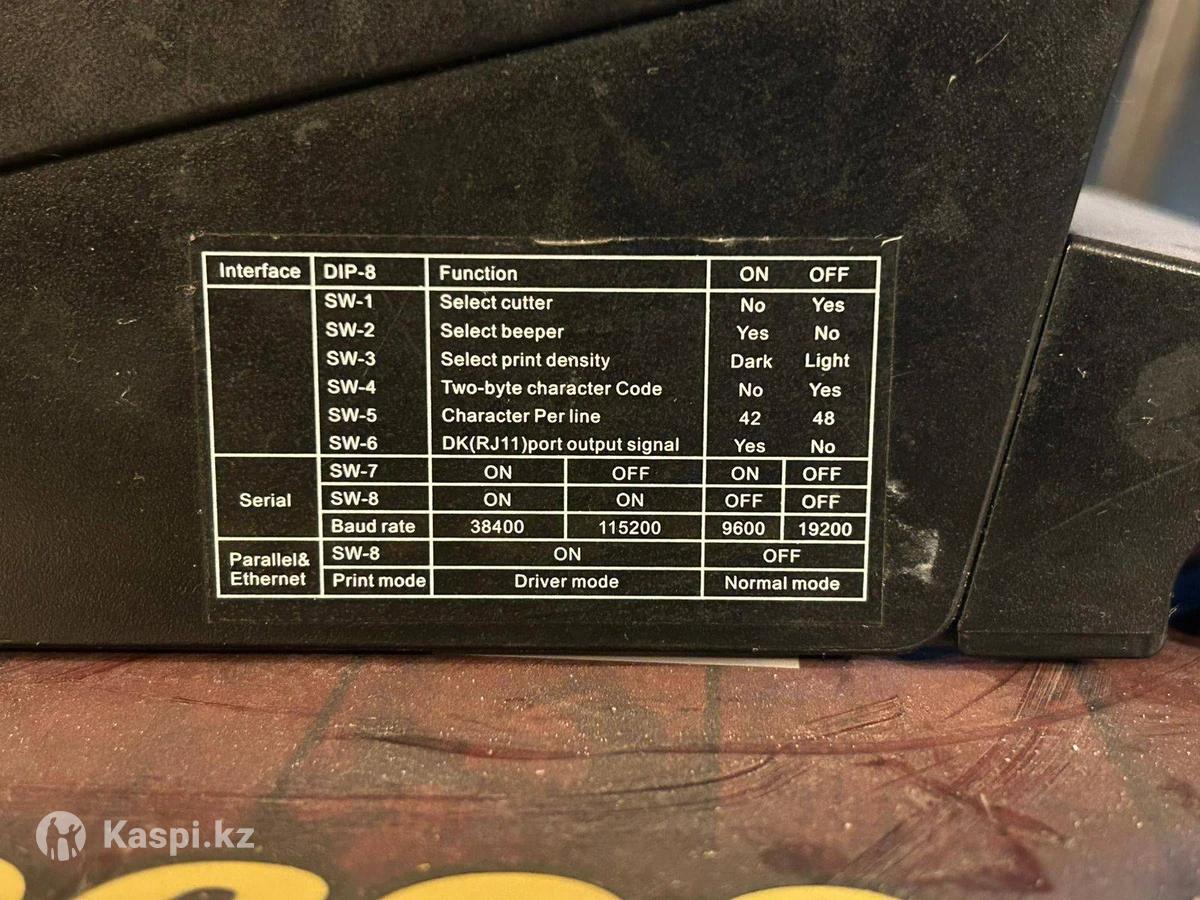 Interface DIP-8 Function ON OFF
SW-1 Select cutter No Yes
SW-2 Select beeper Yes No
SW-3 Select print density Dark Light
SW-4 Two-byte character Code No Yes
SW-5 Character Per line 42 48
SW-6 DK(RJ11)port output signal Yes No
SW-7 ON OFF ON OFF
Serial SW-8 ON ON OFF OFF
Baud rate 38400 115200 9600 19200
Parallel& SW-8 ON OFF
Ethernet Print mode Driver mode Normal mode
Kaspi.kz